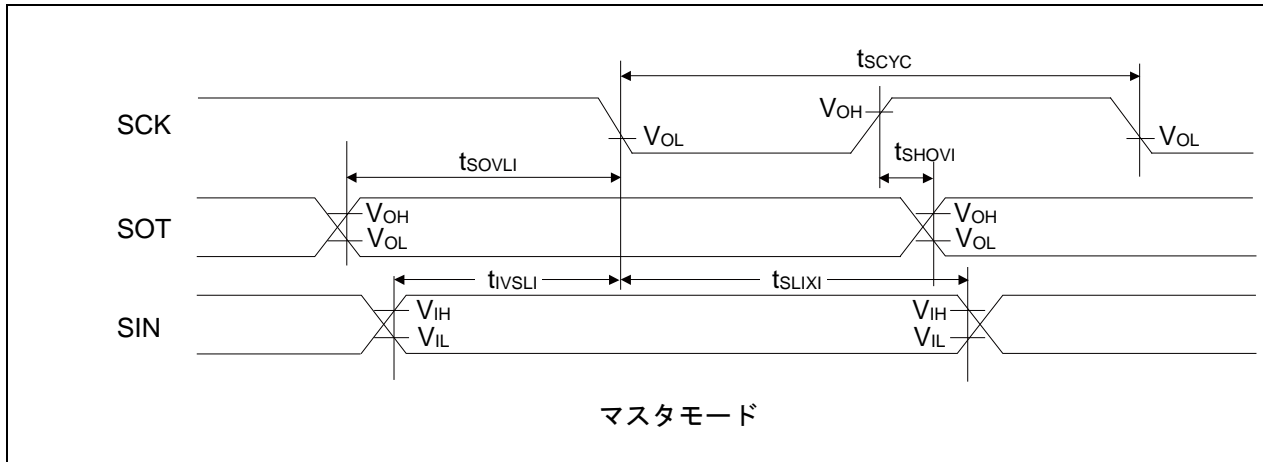 tSCYC
SCK
VOH
VOL
VOL
tSHOVI
tSOVLI
SOT
VOH
VOL
VOH
VOL
tIVSLI
tSLIXI
SIN
VIH
VIL
VIH
VIL
マスタモード